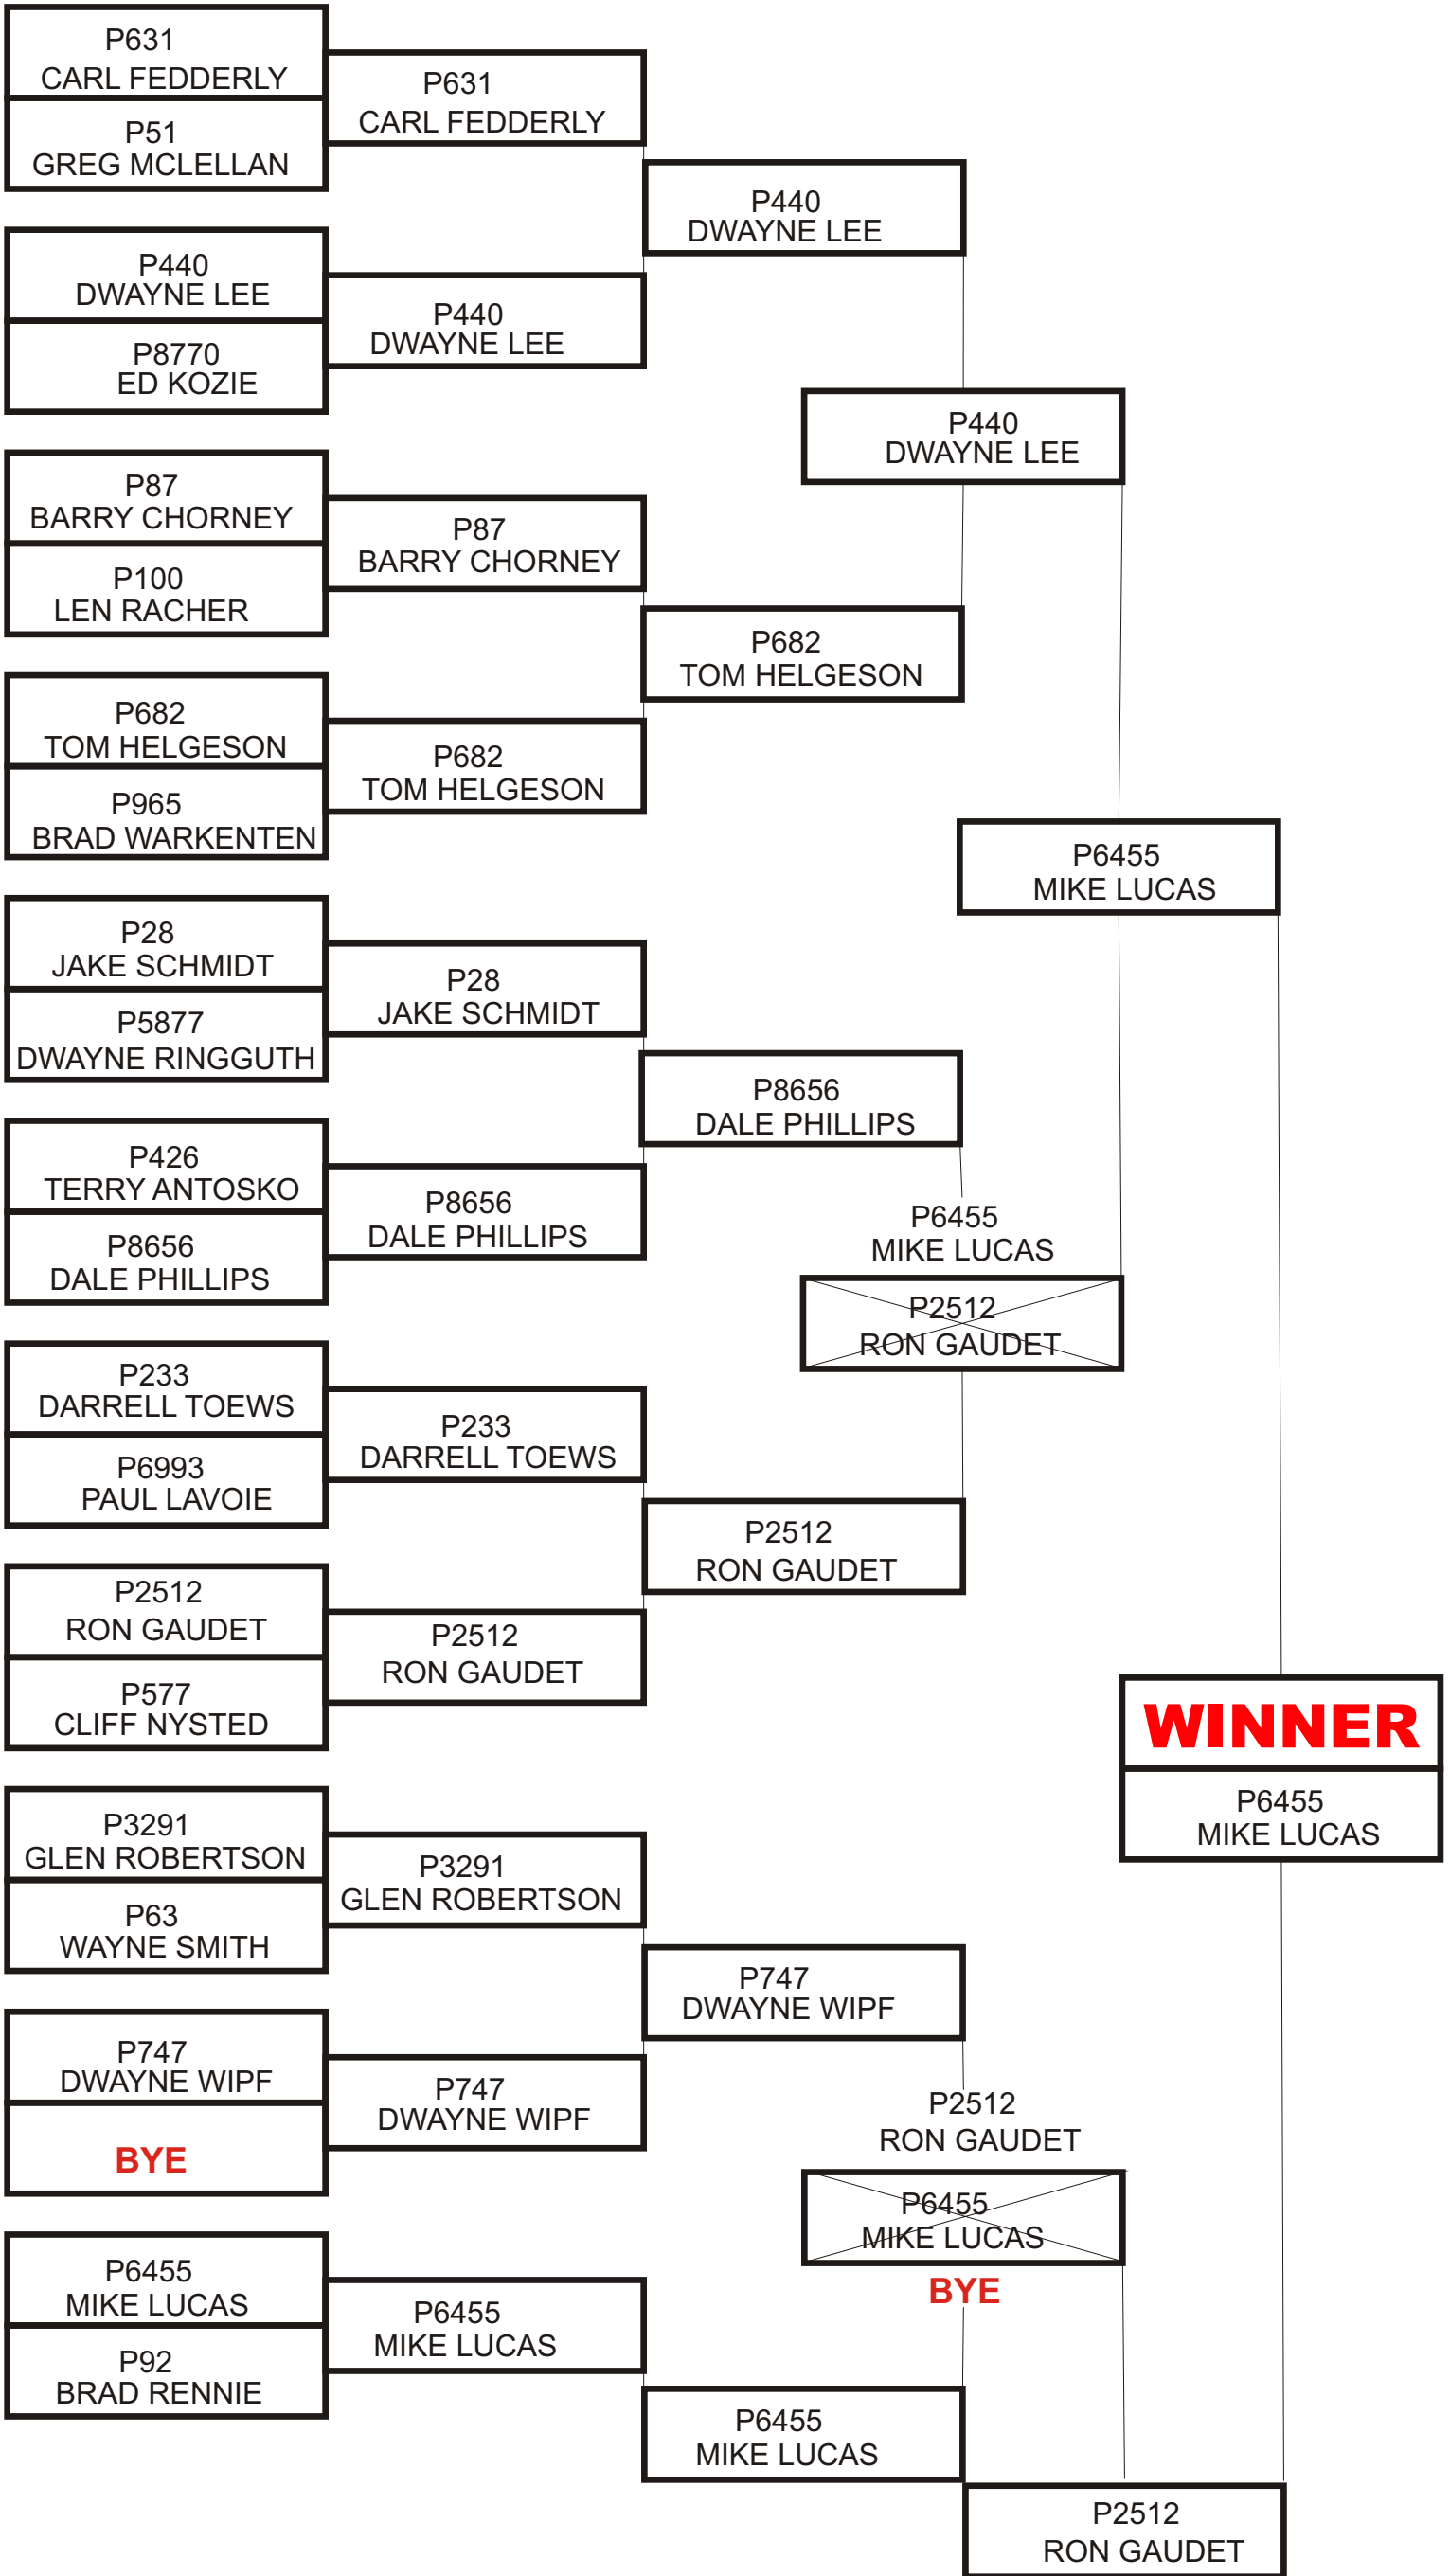 P631
CARL FEDDERLY
P51
GREG MCLELLAN
P440
DWAYNE LEE
P8770
ED KOZIE
P87
BARRY CHORNEY
P100
LEN RACHER
P682
TOM HELGESON
P965
BRAD WARKENTEN
P28
JAKE SCHMIDT
P5877
DWAYNE RINGGUTH
P426
TERRY ANTOSKO
P8656
DALE PHILLIPS
P233
DARRELL TOEWS
P6993
PAUL LAVOIE
P2512
RON GAUDET
P577
CLIFF NYSTED
P3291
GLEN ROBERTSON
P63
WAYNE SMITH
P747
DWAYNE WIPF
BYE
P6455
MIKE LUCAS
P92
BRAD RENNIE
P631
CARL FEDDERLY
P440
DWAYNE LEE
P87
BARRY CHORNEY
P682
TOM HELGESON
P28
JAKE SCHMIDT
P8656
DALE PHILLIPS
P233
DARRELL TOEWS
P2512
RON GAUDET
P3291
GLEN ROBERTSON
P747
DWAYNE WIPF
P6455
MIKE LUCAS
P440
DWAYNE LEE
P682
TOM HELGESON
P8656
DALE PHILLIPS
P2512
RON GAUDET
P747
DWAYNE WIPF
P6455
MIKE LUCAS
P440
DWAYNE LEE
P6455
MIKE LUCAS
P2512
RON GAUDET
P2512
RON GAUDET
P6455
MIKE LUCAS
BYE
P6455
MIKE LUCAS
P2512
RON GAUDET
WINNER
P6455
MIKE LUCAS